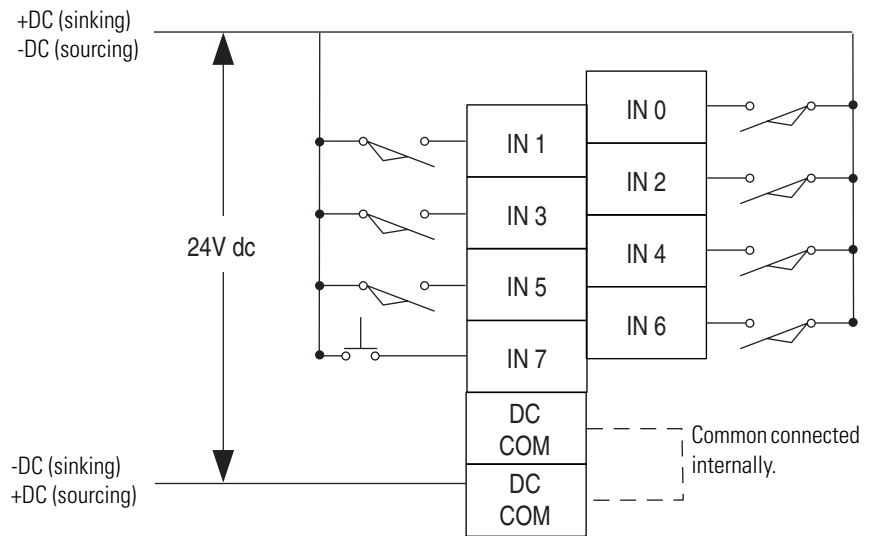 +DC (sinking)
-DC (sourcing)
IN 0
IN 1
IN 2
IN 3
24V dc
IN 4
IN 5
IN 6
IN 7
DC
COM
Common connected
internally.
-DC (sinking)
+DC (sourcing)
DC
COM